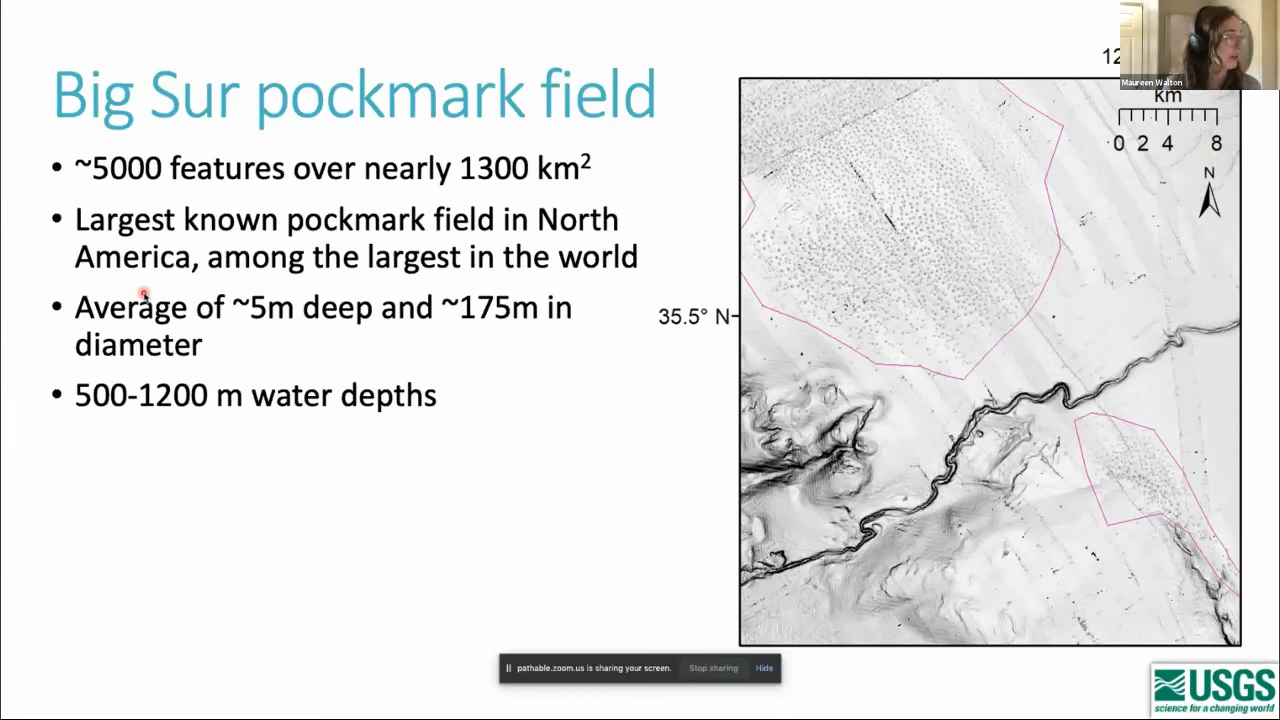 12
Maureen Walton
Big Sur pockmark field
km
0 2 4 8
N
• ~5000 features over nearly 1300 km²
• Largest known pockmark field in North
America, among the largest in the world
• Average of ~5m deep and ~175m in
diameter
• 500-1200 m water depths
35.5° N
pathable.zoom.us is sharing your screen. Stop sharing Hide
USGS
science for a changing world